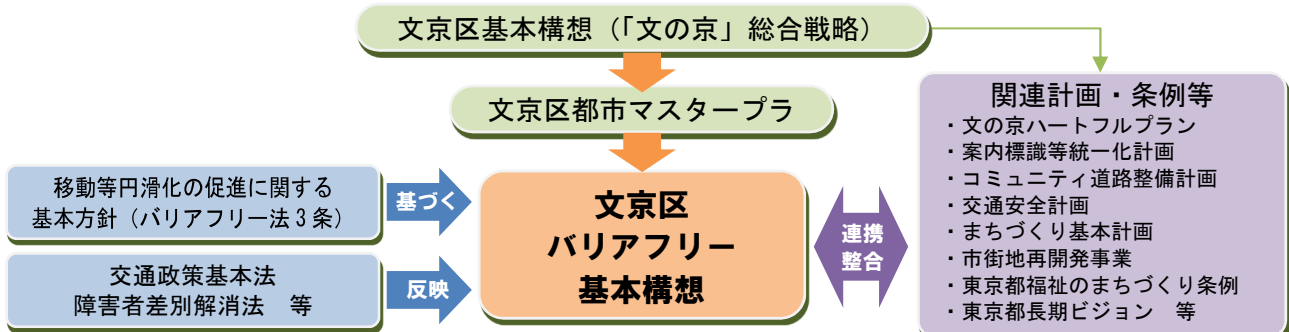 文京区基本構想（「文の京」総合戦略）
文京区都市マスタープラ
移動等円滑化の促進に関する
基本方針（バリアフリー法３条）
基づく
交通政策基本法
障害者差別解消法　等
反映
文京区
バリアフリー
基本構想
連携
整合
関連計画・条例等
・文の京ハートフルプラン
・案内標識等統一化計画
・コミュニティ道路整備計画
・交通安全計画
・まちづくり基本計画
・市街地再開発事業
・東京都福祉のまちづくり条例
・東京都長期ビジョン　等